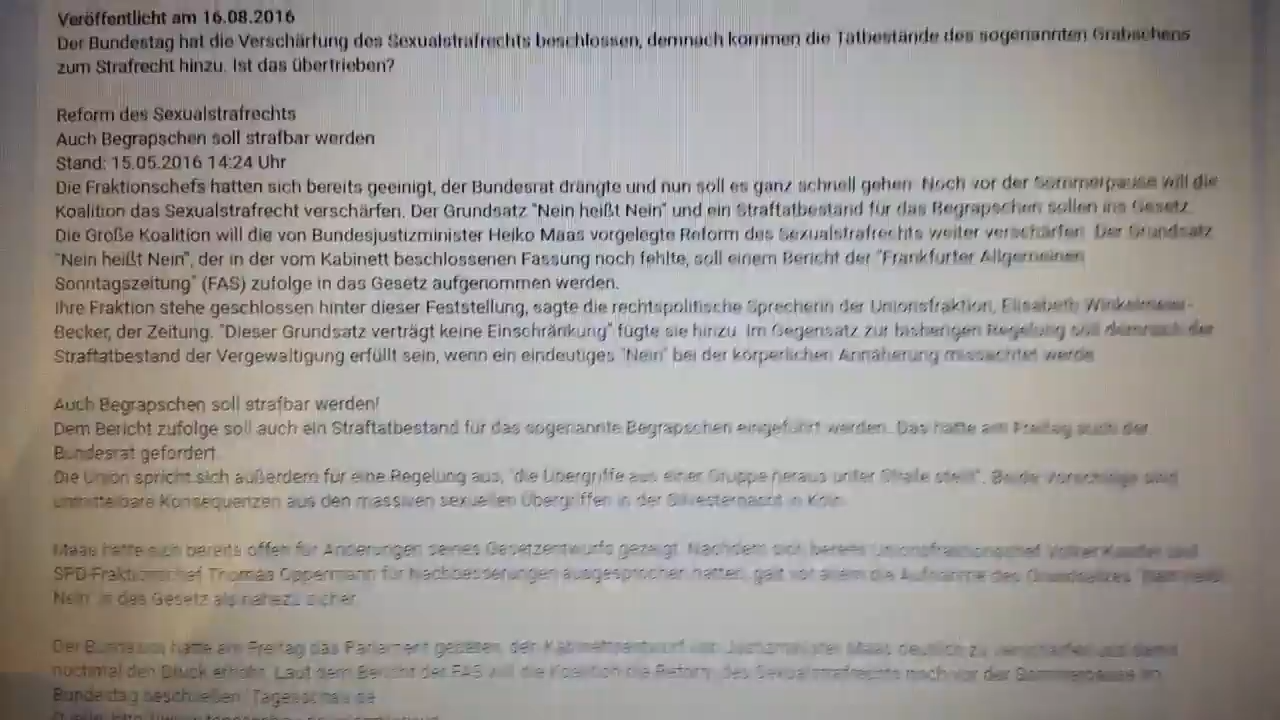 Veröffentlicht am 16.08.2016
Der Bundestag hat die Verschärfung des Sexualstrafrechts beschlossen, demnach kommen die Tatbestände des sogenannten Grabschens
zum Strafrecht hinzu. Ist das übertrieben?
Reform des Sexualstrafrechts
Auch Begrapschen soll strafbar werden
Stand: 15.05.2016 14:24 Uhr
Die Fraktionschefs hatten sich bereits geeinigt, der Bundesrat drängte und nun soll es ganz schnell gehen: Noch vor der Sommerpause will die
Koalition das Sexualstrafrecht verschärfen. Der Grundsatz "Nein heißt Nein" und ein Straftatbestand für das Begrapschen sollen ins Gesetz.
Die Große Koalition will die von Bundesjustizminister Heiko Maas vorgelegte Reform des Sexualstrafrechts weiter verschärfen. Der Grundsatz
"Nein heißt Nein", der in der vom Kabinett beschlossenen Fassung noch fehlte, soll einem Bericht der "Frankfurter Allgemeinen
Sonntagszeitung" (FAS) zufolge in das Gesetz aufgenommen werden.
Ihre Fraktion stehe geschlossen hinter dieser Feststellung, sagte die rechtspolitische Sprecherin der Unionsfraktion, Elisabeth Winkelmeier-
Becker, der Zeitung. "Dieser Grundsatz verträgt keine Einschränkung" fügte sie hinzu. Im Gegensatz zur bisherigen Regelung soll demnach der
Straftatbestand der Vergewaltigung erfüllt sein, wenn ein eindeutiges "Nein" bei der körperlichen Annäherung missachtet werde.
Auch Begrapschen soll strafbar werden!
Dem Bericht zufolge soll auch ein Straftatbestand für das sogenannte Begrapschen eingeführt werden. Das hatte am Freitag auch der
Bundesrat gefordert.
Die Union spricht sich außerdem für eine Regelung aus, "die Übergriffe aus einer Gruppe heraus unter Strafe stellt". Beide Vorschläge sind
unmittelbare Konsequenzen aus den massiven sexuellen Übergriffen in der Silvesternacht in Köln.
Maas hatte sich bereits offen für Änderungen seines Gesetzentwurfs gezeigt. Nachdem sich bereits Unionsfraktionschef Volker Kauder und
SPD-Fraktionschef Thomas Oppermann für Nachbesserungen ausgesprochen hatten, galt vor allem die Aufnahme des Grundsatzes "Nein heißt
Nein" in das Gesetz als nahezu sicher.
Der Bundesrat hatte am Freitag das Parlament gebeten, den Kabinettsentwurf von Justizminister Maas deutlich zu verschärfen und damit
nochmal den Druck erhöht. Laut dem Bericht der FAS will die Koalition die Reform des Sexualstrafrechts noch vor der Sommerpause im
Bundestag beschließen. Tagesschau.de